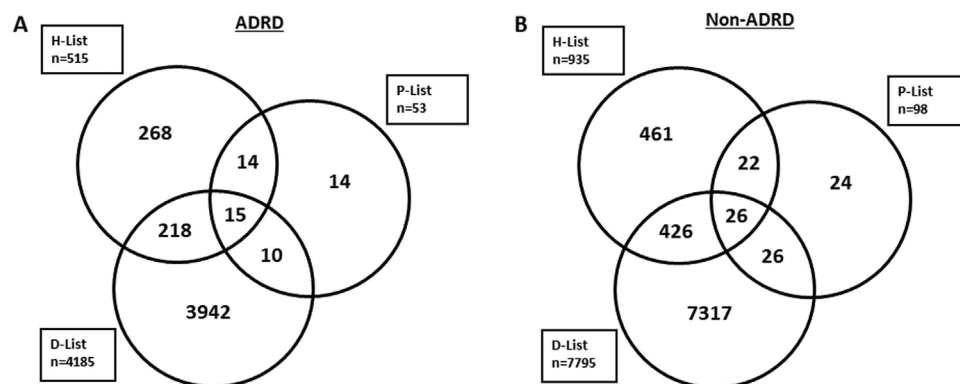 A
ADRD
H-List
n=515
P-List
n=53
268
14
14
15
218
10
3942
D-List
n=4185
B
Non-ADRD
H-List
n=935
P-List
n=98
461
22
24
26
426
26
7317
D-List
n=7795